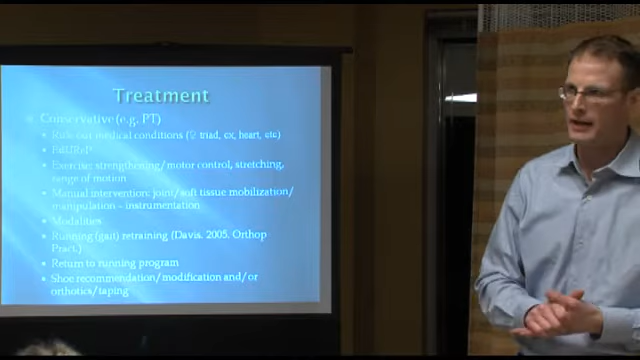 Treatment
Conservative (e.g. PT)
Rule out medical conditions (♀ triad, cx, heart, etc)
EdUReP
Exercise: strengthening/motor control, stretching,
range of motion
Manual intervention: joint/soft tissue mobilization/
manipulation – instrumentation
Modalities
Running (gait) retraining (Davis. 2005. Orthop
Pract.)
Return to running program
Shoe recommendation/modification and/or
orthotics/taping